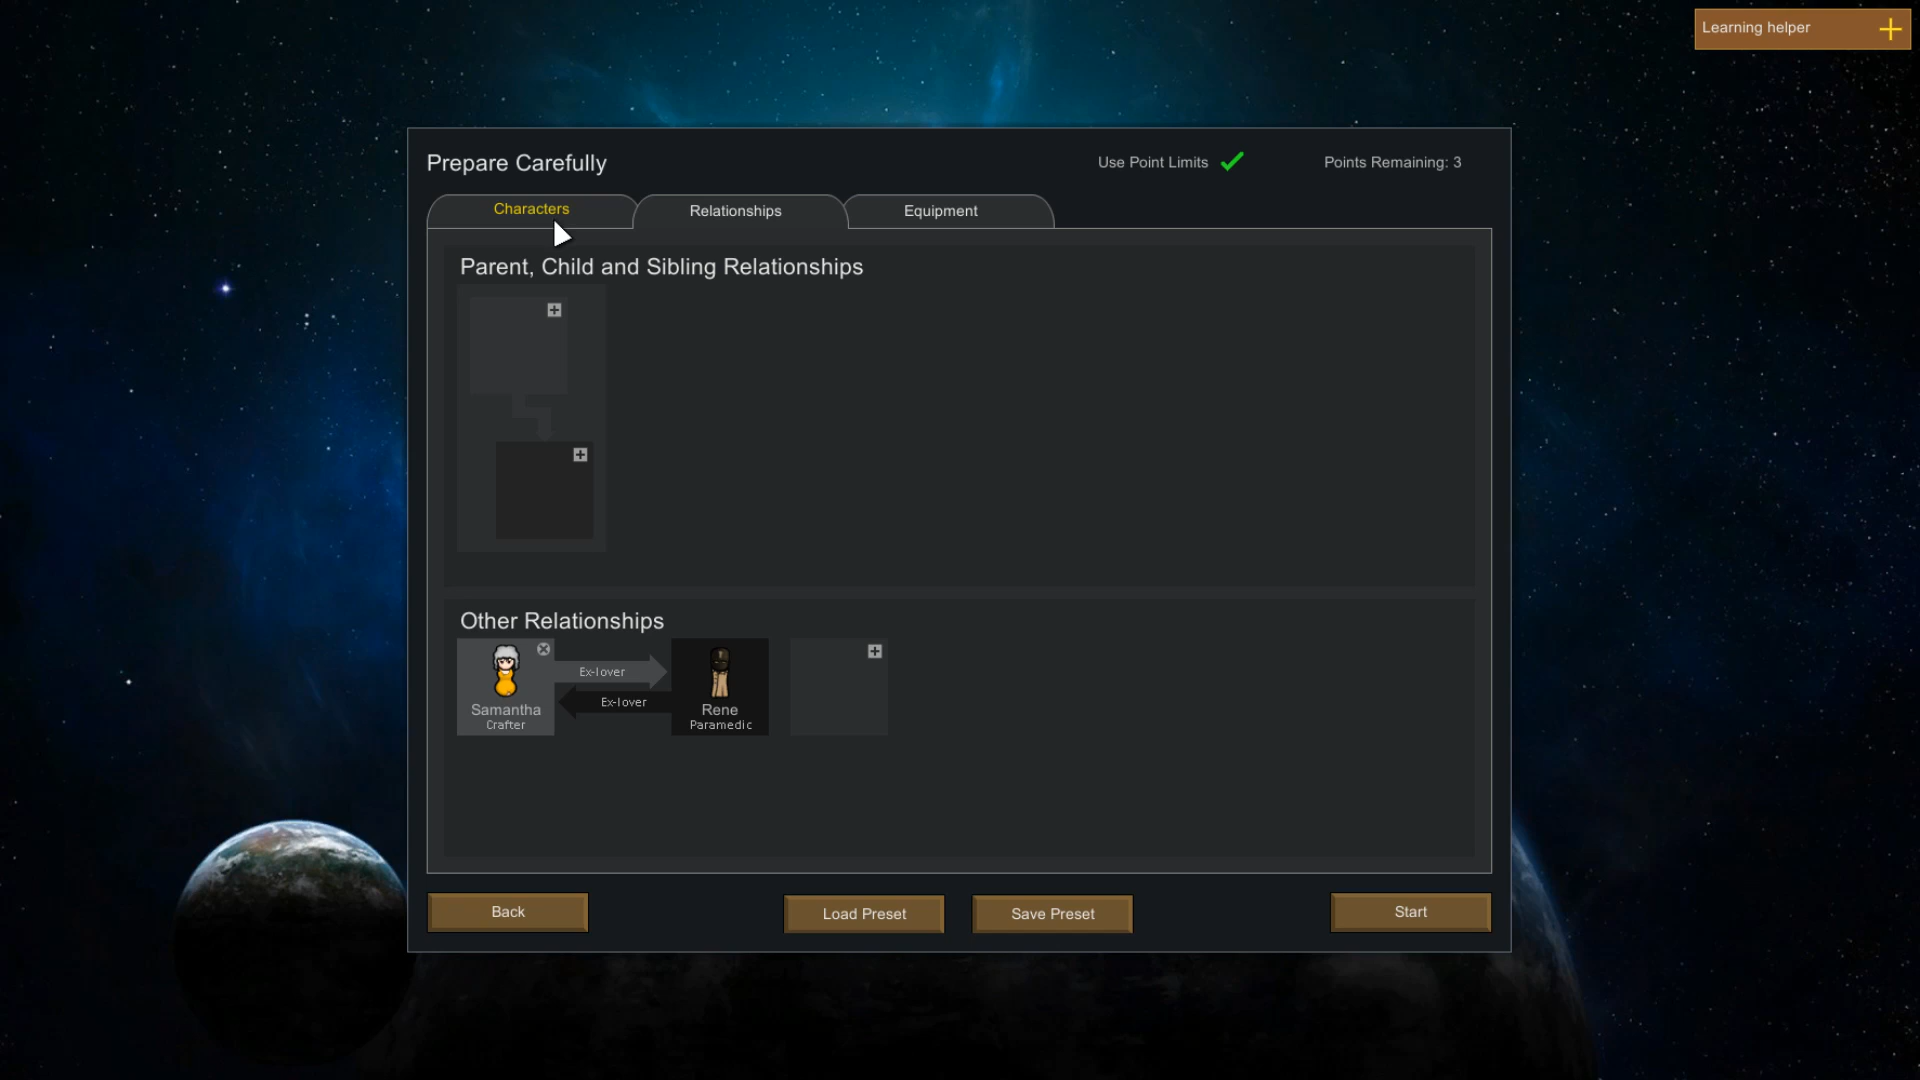 Learning helper
Prepare Carefully
Use Point Limits
Points Remaining: 3
Characters
Relationships
Equipment
Parent, Child and Sibling Relationships
Other Relationships
Samantha
Crafter
Ex-lover
Ex-lover
Rene
Paramedic
Back
Load Preset
Save Preset
Start